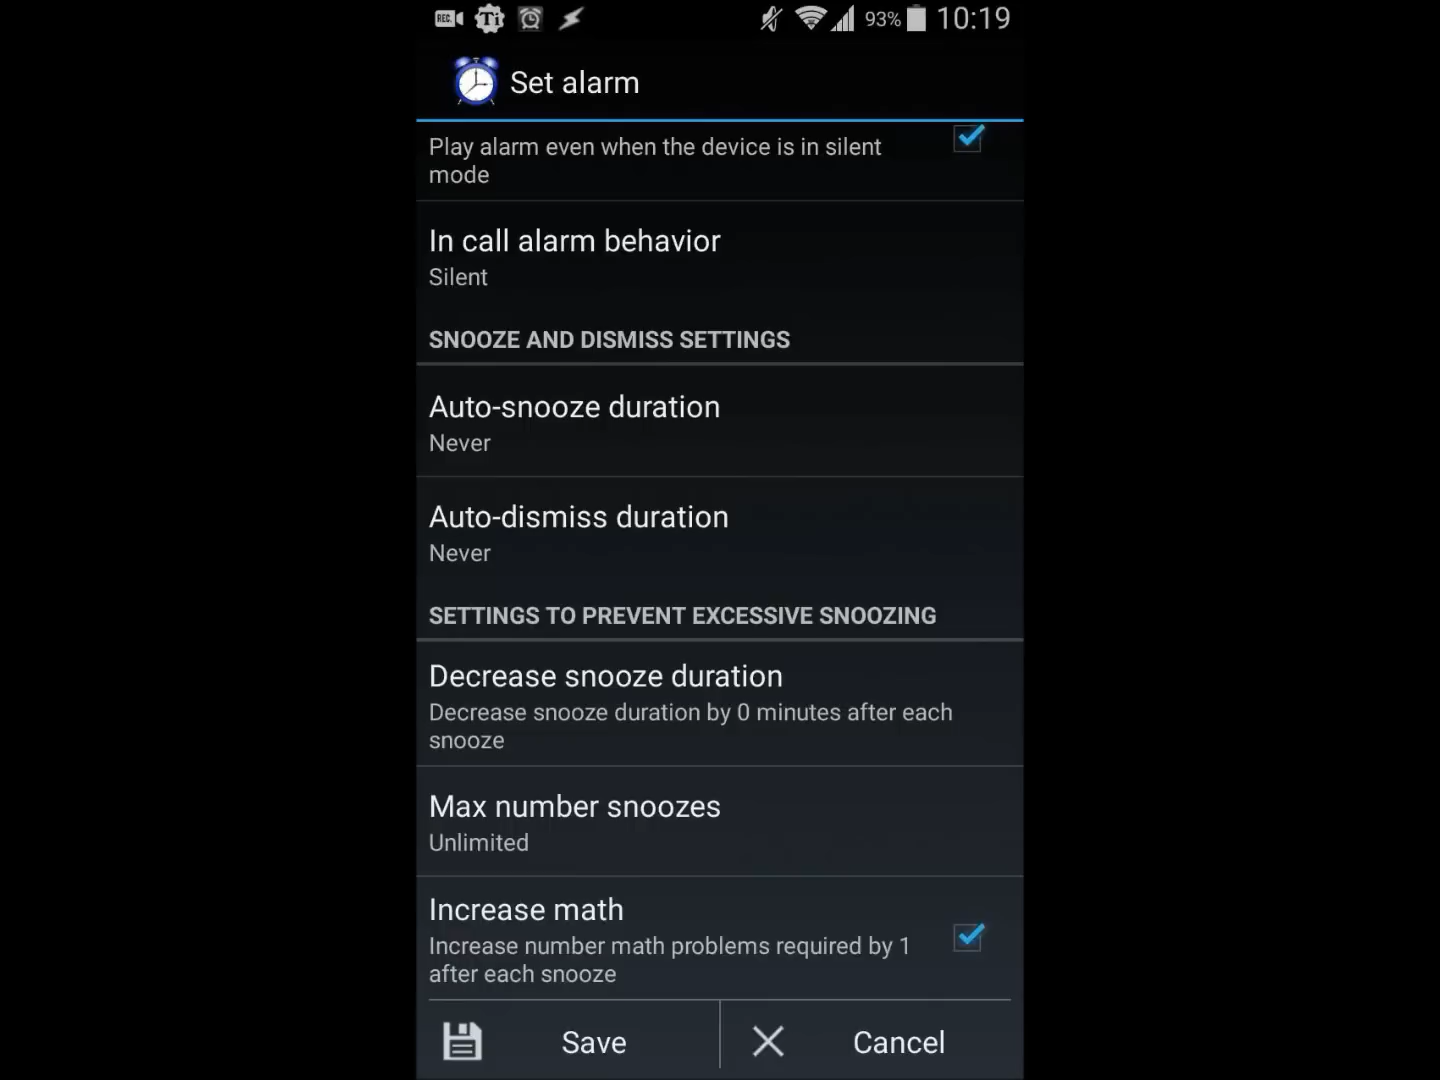 REC Ti 93% 10:19
Set alarm
Play alarm even when the device is in silent
mode
In call alarm behavior
Silent
SNOOZE AND DISMISS SETTINGS
Auto-snooze duration
Never
Auto-dismiss duration
Never
SETTINGS TO PREVENT EXCESSIVE SNOOZING
Decrease snooze duration
Decrease snooze duration by 0 minutes after each
snooze
Max number snoozes
Unlimited
Increase math
Increase number math problems required by 1
after each snooze
Save Cancel